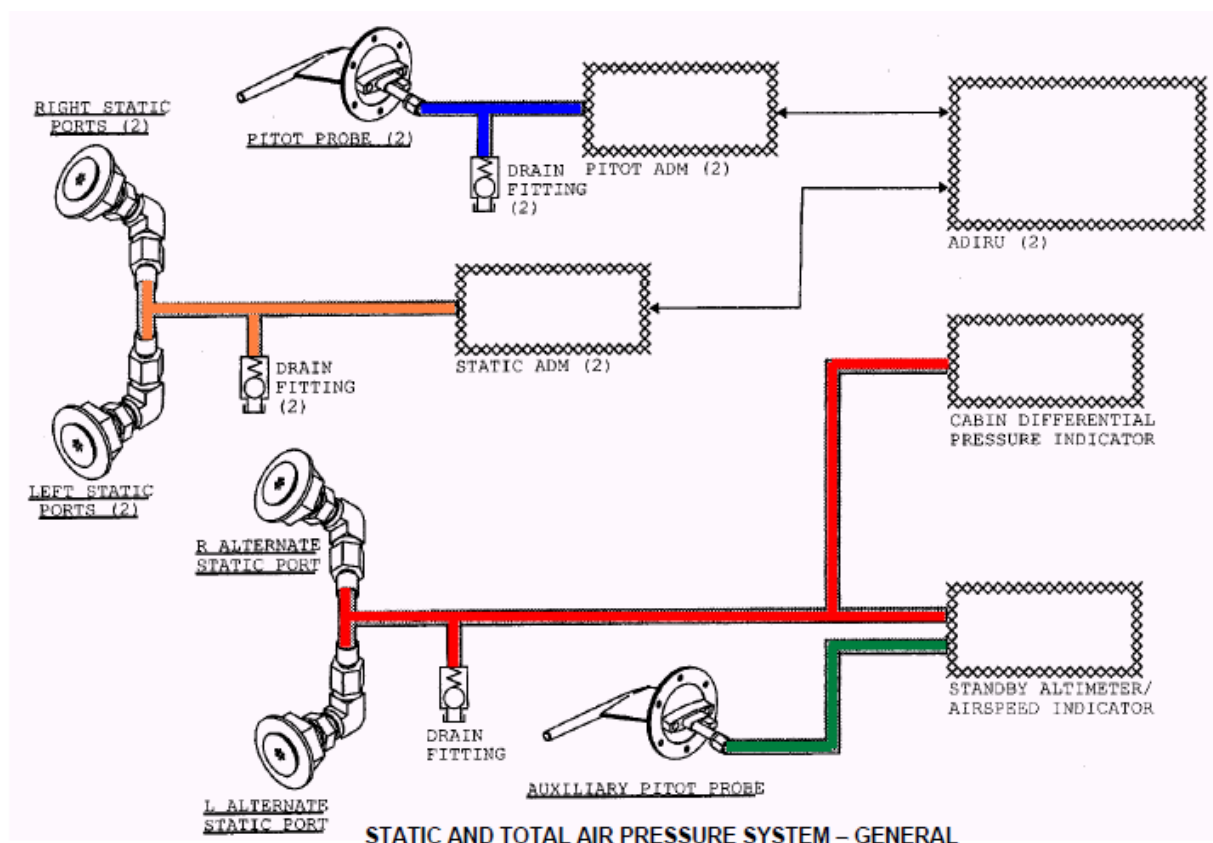 RIGHT STATIC
PORTS (2)
PITOT PROBE (2)
DRAIN
FITTING
(2)
PITOT ADM (2)
ADIRU (2)
DRAIN
FITTING
(2)
STATIC ADM (2)
CABIN DIFFERENTIAL
PRESSURE INDICATOR
LEFT STATIC
PORTS (2)
R ALTERNATE
STATIC PORT
DRAIN
FITTING
STANDBY ALTIMETER/
AIRSPEED INDICATOR
AUXILIARY PITOT PROBE
L ALTERNATE
STATIC PORT
STATIC AND TOTAL AIR PRESSURE SYSTEM – GENERAL